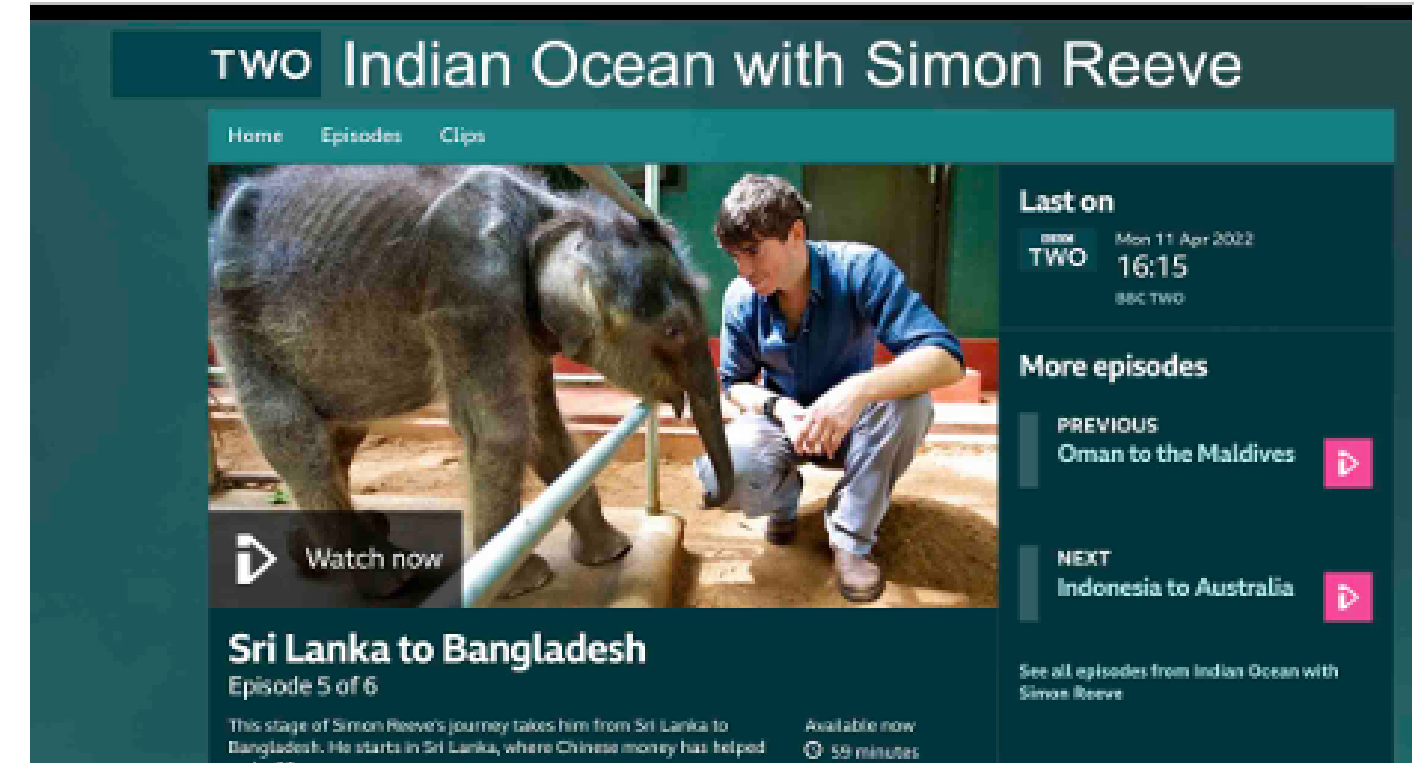 TWO Indian Ocean with Simon Reeve
Home Episodes Clips
Last on
BBC
TWO
Mon 11 Apr 2022
16:15
BBC TWO
More episodes
PREVIOUS
Oman to the Maldives
NEXT
Indonesia to Australia
See all episodes from Indian Ocean with
Simon Reeve
Watch now
Sri Lanka to Bangladesh
Episode 5 of 6
This stage of Simon Reeve's journey takes him from Sri Lanka to
Bangladesh. He starts in Sri Lanka, where Chinese money has helped
Available now
59 minutes